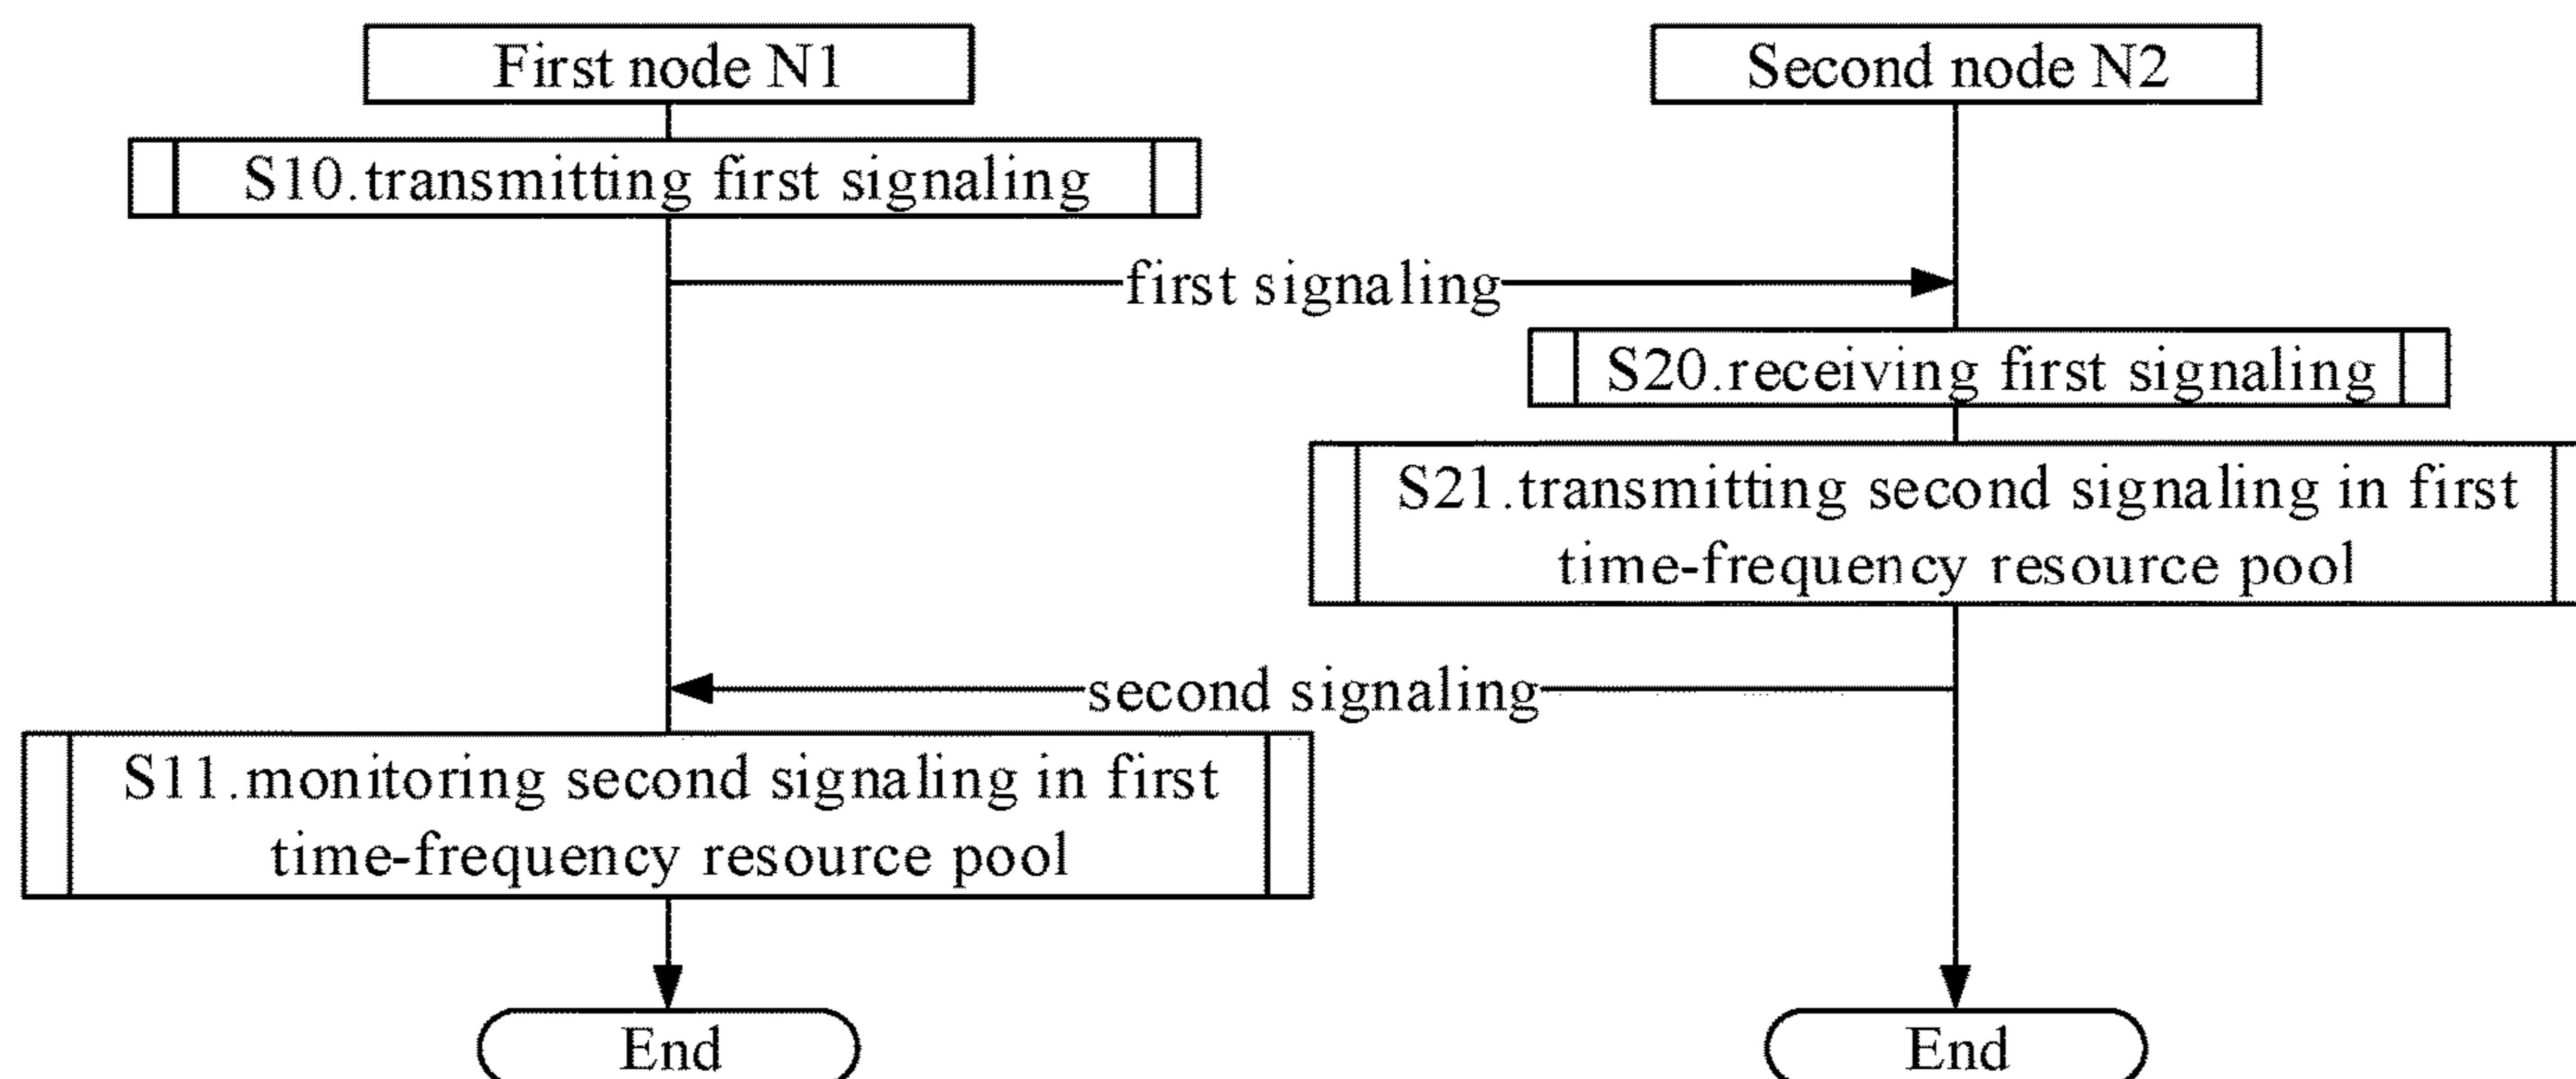 First node N1
Second node N2
S10.transmitting first signaling
first signaling
S20.receiving first signaling
S21.transmitting second signaling in first
time-frequency resource pool
second signaling
S11.monitoring second signaling in first
time-frequency resource pool
End
End